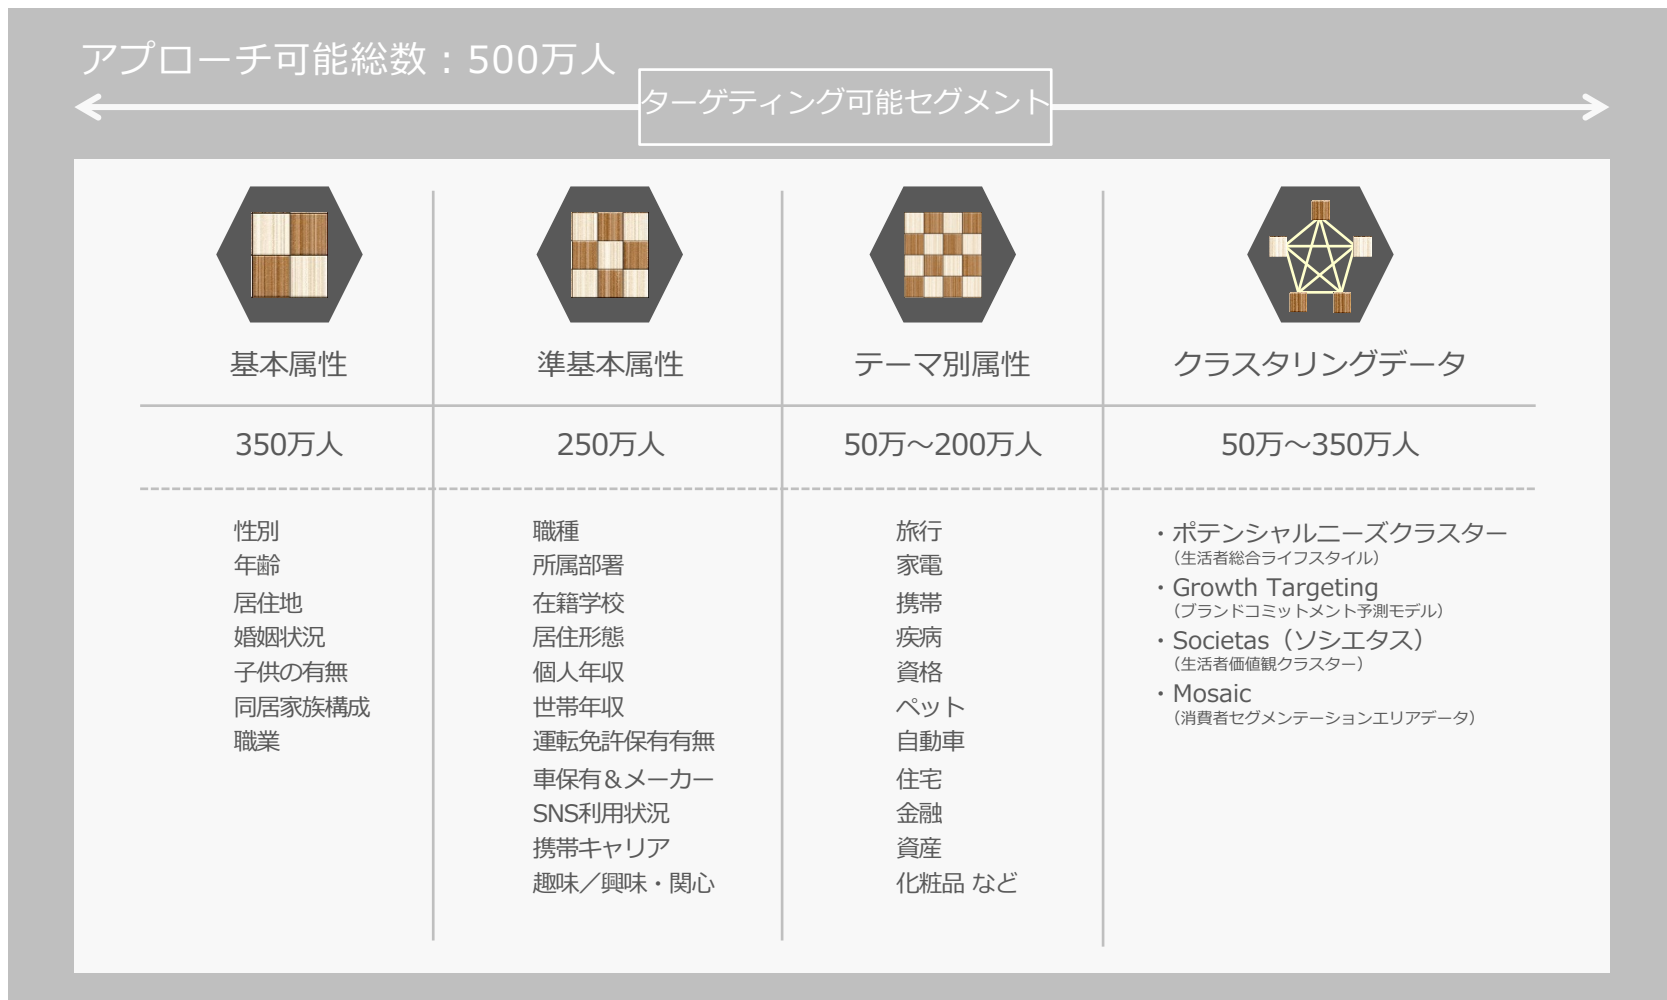 アプローチ可能総数：500万人
ターゲティング可能セグメント
基本属性
350万人
性別
年齢
居住地
婚姻状況
子供の有無
同居家族構成
職業
準基本属性
250万人
職種
所属部署
在籍学校
居住形態
個人年収
世帯年収
運転免許保有有無
車保有＆メーカー
SNS利用状況
携帯キャリア
趣味／興味・関心
テーマ別属性
50万～200万人
旅行
家電
携帯
疾病
資格
ペット
自動車
住宅
金融
資産
化粧品 など
クラスタリングデータ
50万～350万人
・ポテンシャルニーズクラスター
（生活者総合ライフスタイル）
・Growth Targeting
（ブランドコミットメント予測モデル）
・Societas（ソシエタス）
（生活者価値観クラスター）
・Mosaic
（消費者セグメンテーションエリアデータ）